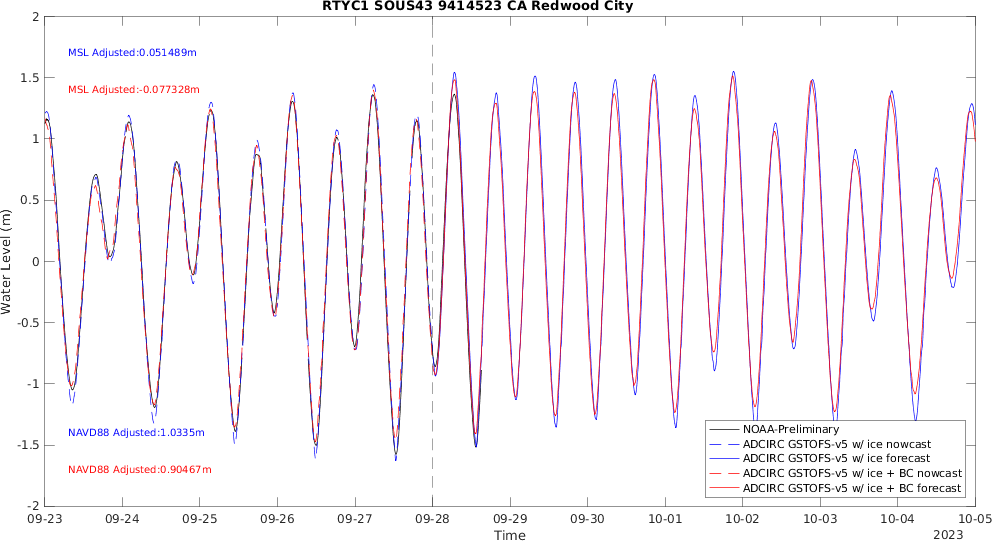 RTYC1 SOUS43 9414523 CA Redwood City
2
1.5
1
0.5
0
-0.5
-1
-1.5
-2
Water Level (m)
MSL Adjusted:0.051489m
MSL Adjusted:-0.077328m
NAVD88 Adjusted:1.0335m
NAVD88 Adjusted:0.90467m
NOAA-Preliminary
ADCIRC GSTOFS-v5 w/ ice nowcast
ADCIRC GSTOFS-v5 w/ ice forecast
ADCIRC GSTOFS-v5 w/ ice + BC nowcast
ADCIRC GSTOFS-v5 w/ ice + BC forecast
09-23 09-24 09-25 09-26 09-27 09-28 09-29 09-30 10-01 10-02 10-03 10-04 10-05
Time
2023